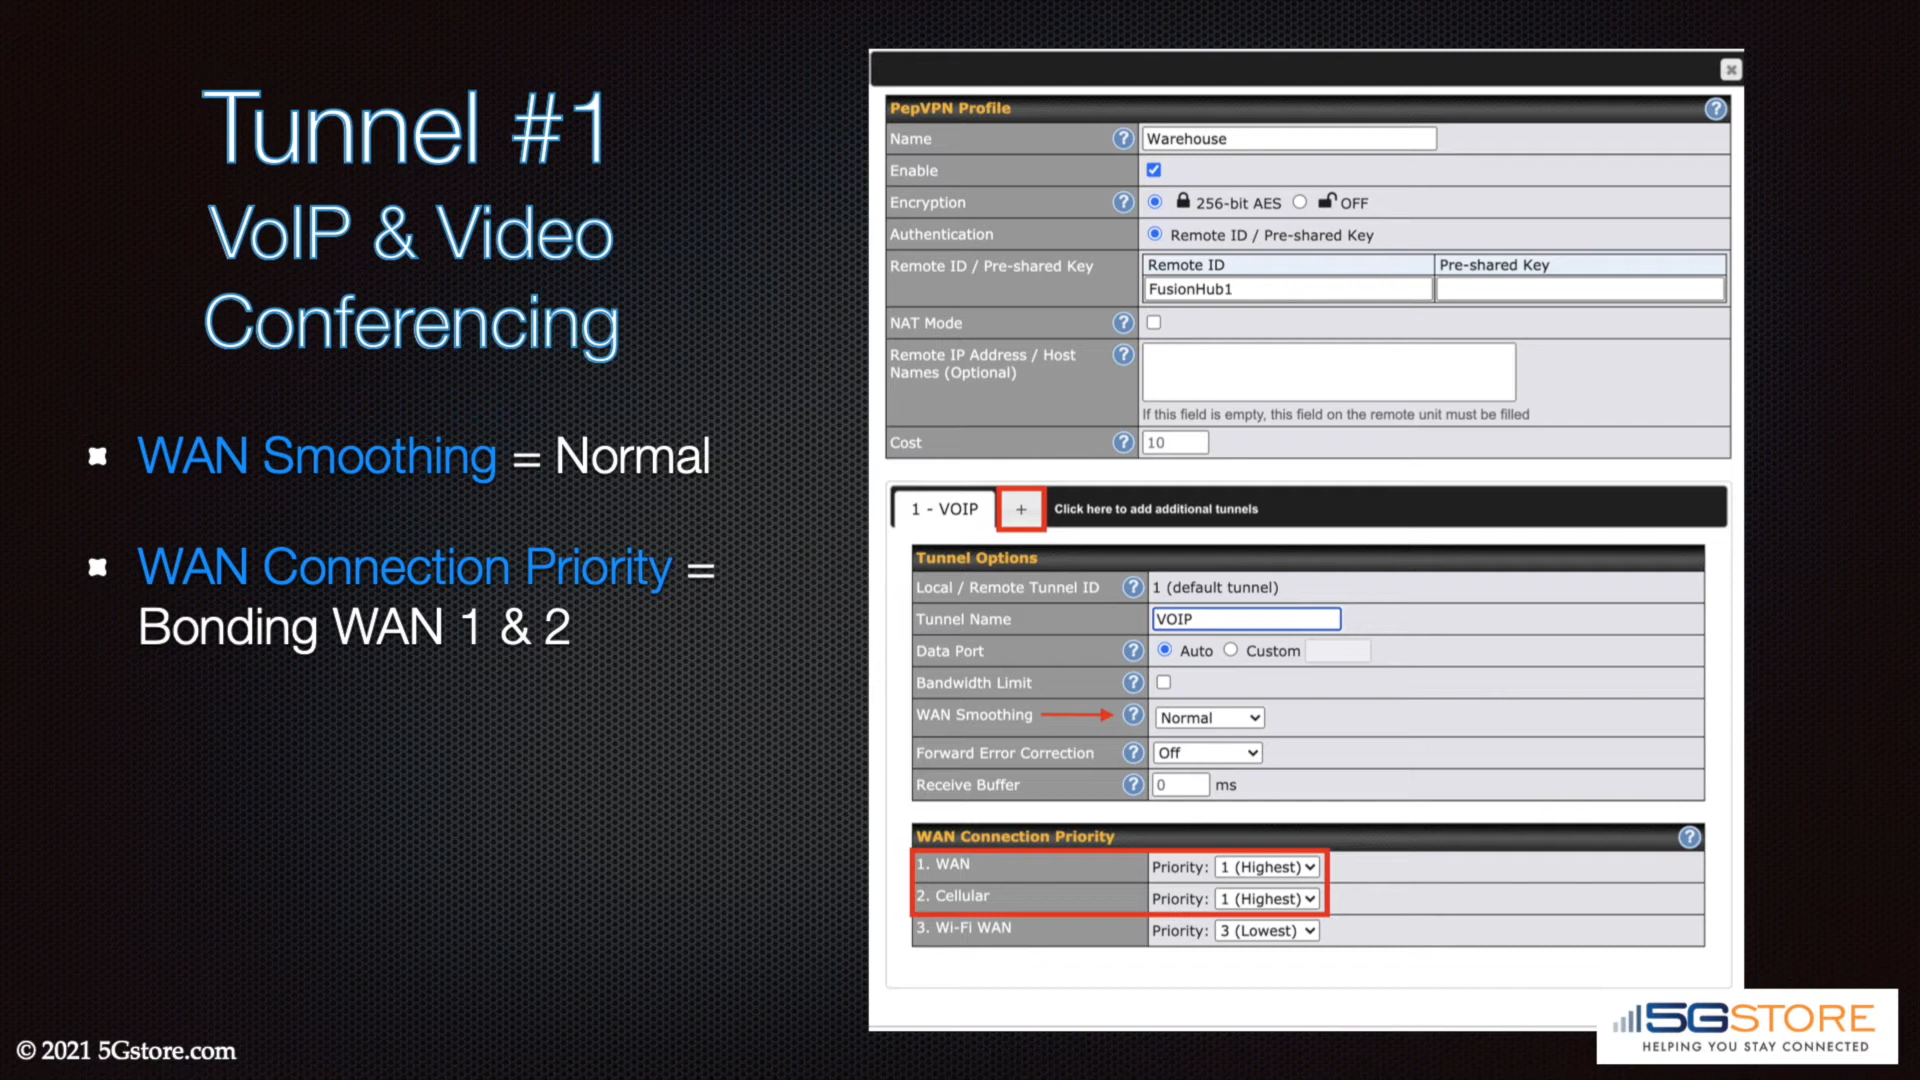 Tunnel #1
VoIP & Video
Conferencing
WAN Smoothing = Normal
WAN Connection Priority =
Bonding WAN 1 & 2
© 2021 5Gstore.com
PepVPN Profile ?
Name ? Warehouse
Enable
Encryption ? 256-bit AES OFF
Authentication Remote ID / Pre-shared Key
Remote ID / Pre-shared Key Remote ID Pre-shared Key
FusionHub1
NAT Mode ?
Remote IP Address / Host ?
Names (Optional)
If this field is empty, this field on the remote unit must be filled
Cost ? 10
1 - VOIP + Click here to add additional tunnels
Tunnel Options
Local / Remote Tunnel ID ? 1 (default tunnel)
Tunnel Name VOIP
Data Port ? Auto Custom
Bandwidth Limit ?
WAN Smoothing ? Normal
Forward Error Correction ? Off
Receive Buffer ? 0 ms
WAN Connection Priority ?
1. WAN Priority: 1 (Highest)
2. Cellular Priority: 1 (Highest)
3. Wi-Fi WAN Priority: 3 (Lowest)
5GSTORE
HELPING YOU STAY CONNECTED